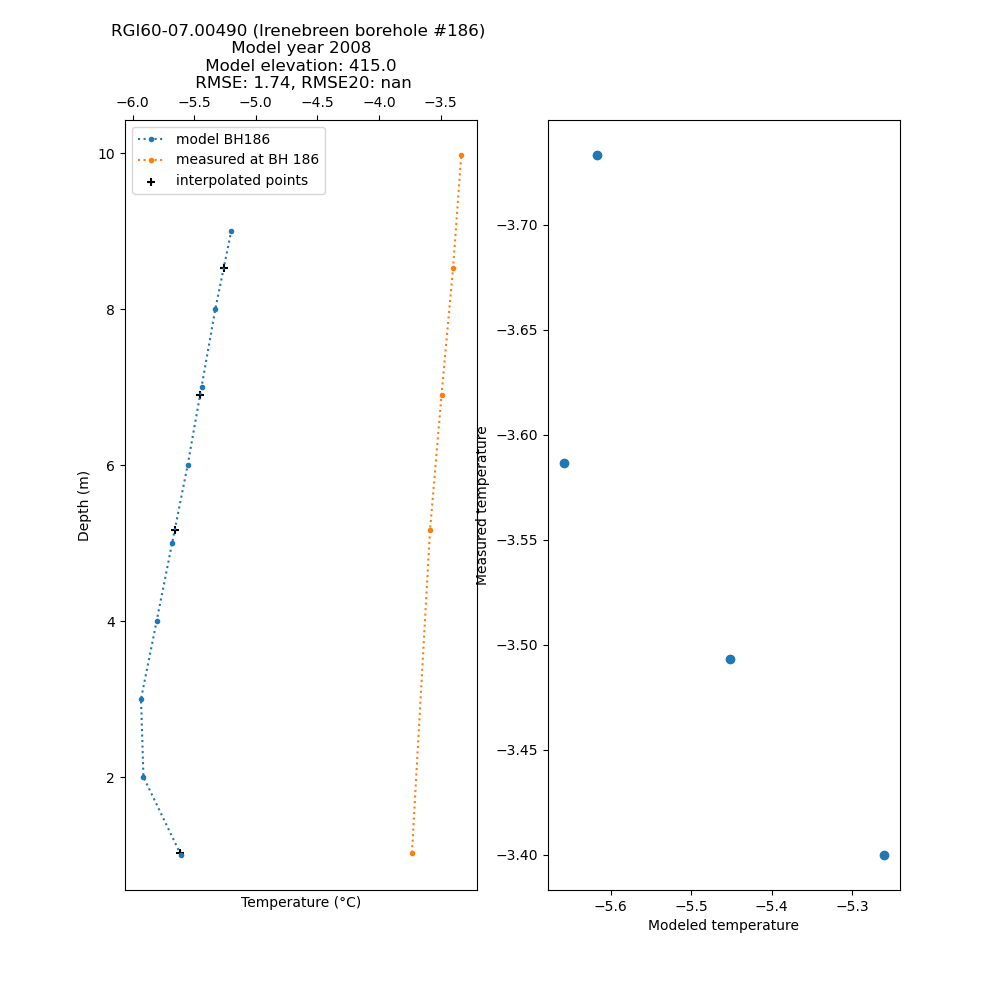 RGI60-07.00490 (Irenebreen borehole #186)
Model year 2008
Model elevation: 415.0
RMSE: 1.74, RMSE20: nan
−6.0 −5.5 −5.0 −4.5 −4.0 −3.5
model BH186
measured at BH 186
interpolated points
10
8
6
4
2
Depth (m)
Temperature (°C)
−3.70
−3.65
−3.60
−3.55
−3.50
−3.45
−3.40
Measured temperature
−5.6 −5.5 −5.4 −5.3
Modeled temperature